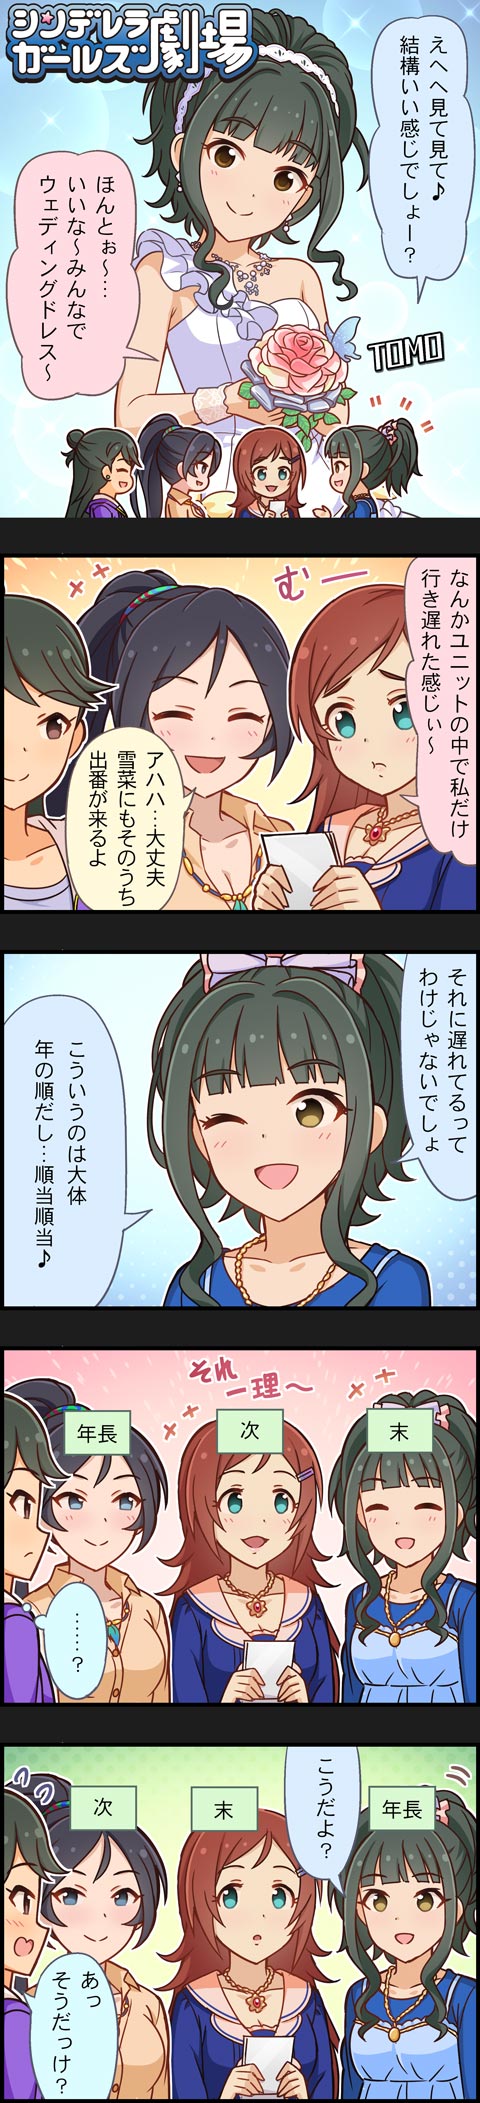 シンデレラ
ガールズ劇場
えへへ見て見て♪
結構いい感じでしょー?
ほんとぉ〜…
いいな〜みんなで
ウェディングドレス〜
TOMO
なんかユニットの中で私だけ
行き遅れた感じぃ〜
むー
アハハ…大丈夫
雪菜にもそのうち
出番が来るよ
それに遅れてるって
わけじゃないでしょ
こういうのは大体
年の順だし…順当順当♪
それ
一理〜
末
次
年長
……?
年長
末
次
こうだよ?
あっ
そうだっけ?